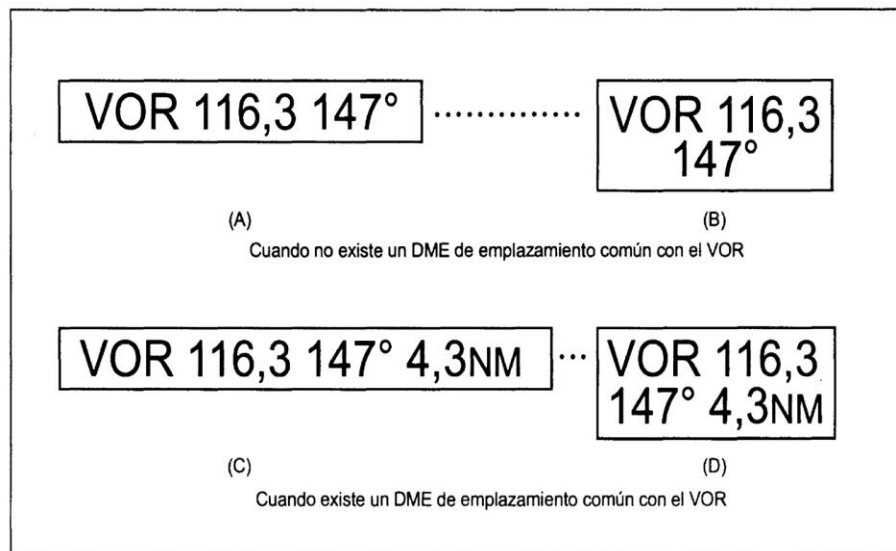 VOR 116,3 147° .............. VOR 116,3
147°
(A) (B)
Cuando no existe un DME de emplazamiento común con el VOR
VOR 116,3 147° 4,3NM ... VOR 116,3
147° 4,3NM
(C) (D)
Cuando existe un DME de emplazamiento común con el VOR